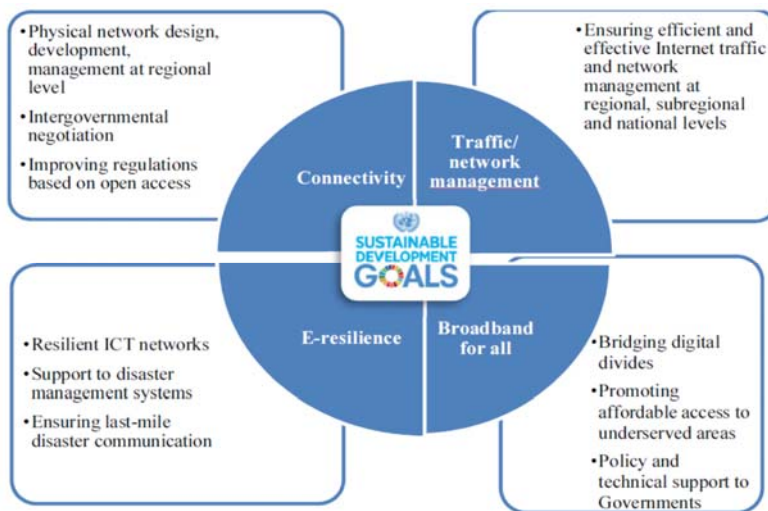 •Physical network design,
development,
management at regional
level
•Intergovernmental
negotiation
•Improving regulations
based on open access
•Ensuring efficient and
effective Internet traffic
and network
management at
regional, subregional
and national levels
Connectivity
Traffic/
network
management
SUSTAINABLE
DEVELOPMENT
GOALS
E-resilience
Broadband
for all
•Resilient ICT networks
•Support to disaster
management systems
•Ensuring last-mile
disaster communication
•Bridging digital
divides
•Promoting
affordable access to
underserved areas
•Policy and
technical support to
Governments